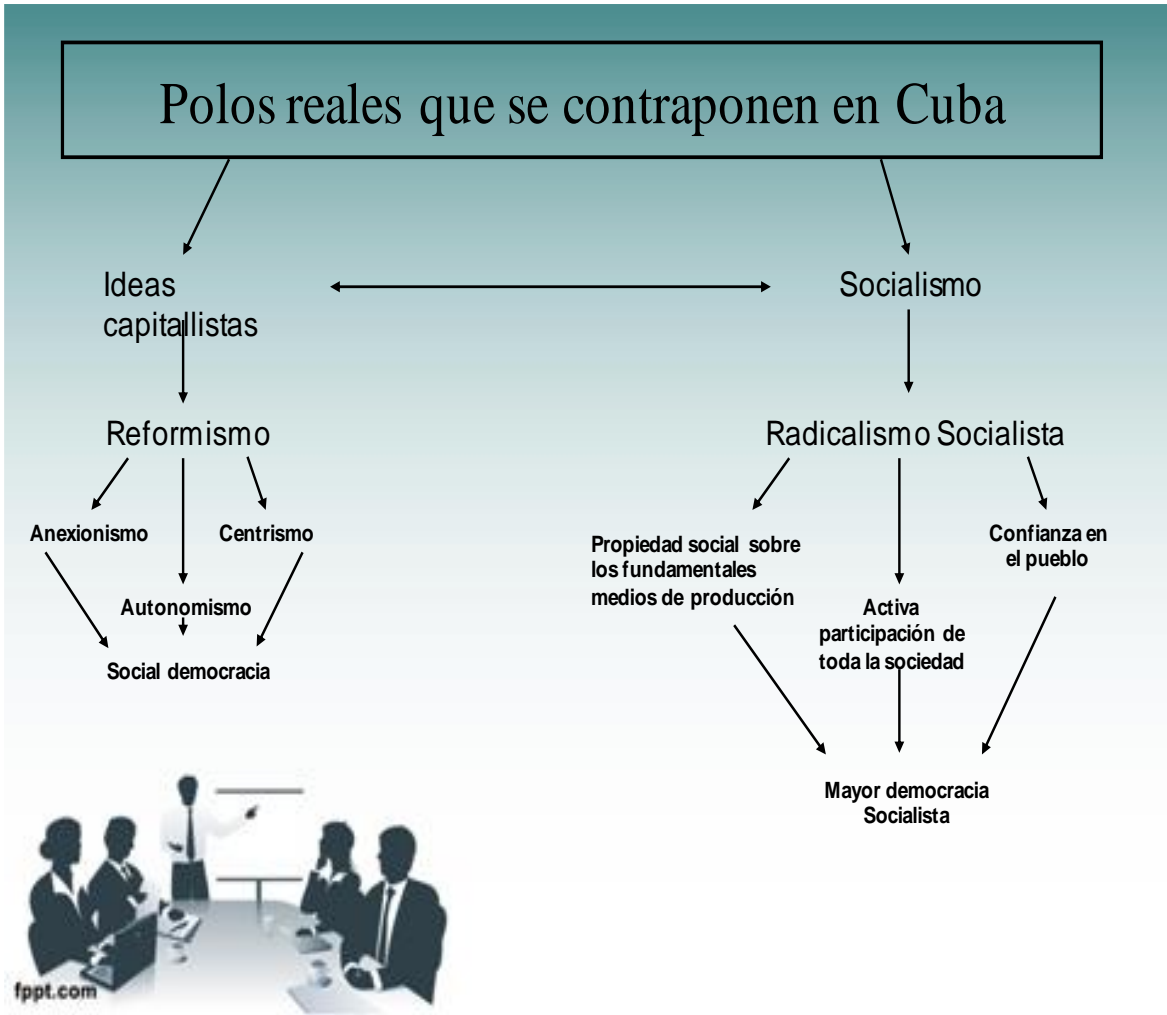 Polos reales que se contraponen en Cuba
Ideas
capitallistas
Socialismo
Reformismo
Radicalismo Socialista
Anexionismo
Centrismo
Autonomismo
Social democracia
Propiedad social sobre
los fundamentales
medios de producción
Activa
participación de
toda la sociedad
Confianza en
el pueblo
Mayor democracia
Socialista
fppt.com